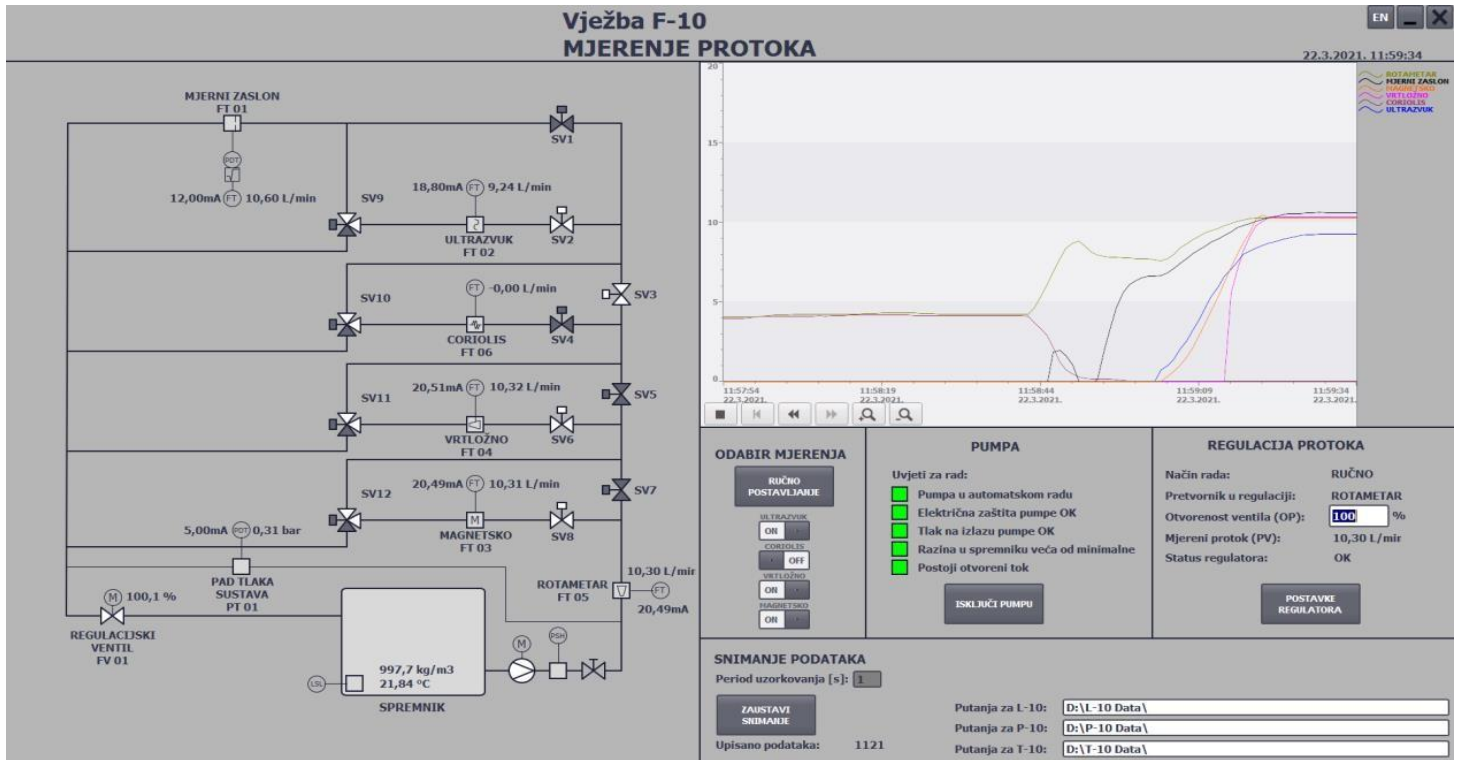 Vježba F-10
MJERENJE PROTOKA
EN
22.3.2021. 11:59:34
MJERNI ZASLON
FT 01
PDT
12,00mA FT 10,60 L/min
SV1
SV9
18,80mA FT 9,24 L/min
ULTRAZVUK
FT 02
SV2
SV10
FT -0,00 L/min
SV3
CORIOLIS
FT 06
SV4
SV11
20,51mA FT 10,32 L/min
SV5
VRTLOŽNO
FT 04
SV6
SV12
20,49mA FT 10,31 L/min
SV7
MAGNETSKO
FT 03
M
SV8
5,00mA PDT 0,31 bar
PAD TLAKA
SUSTAVA
PT 01
M 100,1 %
REGULACIJSKI
VENTIL
FV 01
10,30 L/mir
ROTAMETAR
FT 05
FT
20,49mA
M
PSH
LSL
997,7 kg/m3
21,84 °C
SPREMNIK
20
15
10
5
0
11:57:54
22.3.2021.
11:58:19
22.3.2021.
11:58:44
22.3.2021.
11:59:09
22.3.2021.
11:59:34
22.3.2021.
ROTAMETAR
MJERNI ZASLON
MAGNETSKO
VRTLOŽNO
CORIOLIS
ULTRAZVUK
ODABIR MJERENJA
RUČNO
POSTAVLJANJE
ULTRAZVUK
ON
CORIOLIS
OFF
VRTLOŽNO
ON
MAGNETSKO
ON
PUMPA
Uvjeti za rad:
Pumpa u automatskom radu
Električna zaštita pumpe OK
Tlak na izlazu pumpe OK
Razina u spremniku veća od minimalne
Postoji otvoreni tok
ISKLJUČI PUMPU
REGULACIJA PROTOKA
Način rada: RUČNO
Pretvornik u regulaciji: ROTAMETAR
Otvorenost ventila (OP): 100 %
Mjereni protok (PV): 10,30 L/mir
Status regulatora: OK
POSTAVKE
REGULATORA
SNIMANJE PODATAKA
Period uzorkovanja [s]: 1
ZAUSTAVI
SNIMANJE
Upisano podataka: 1121
Putanja za L-10: D:\L-10 Data\
Putanja za P-10: D:\P-10 Data\
Putanja za T-10: D:\T-10 Data\